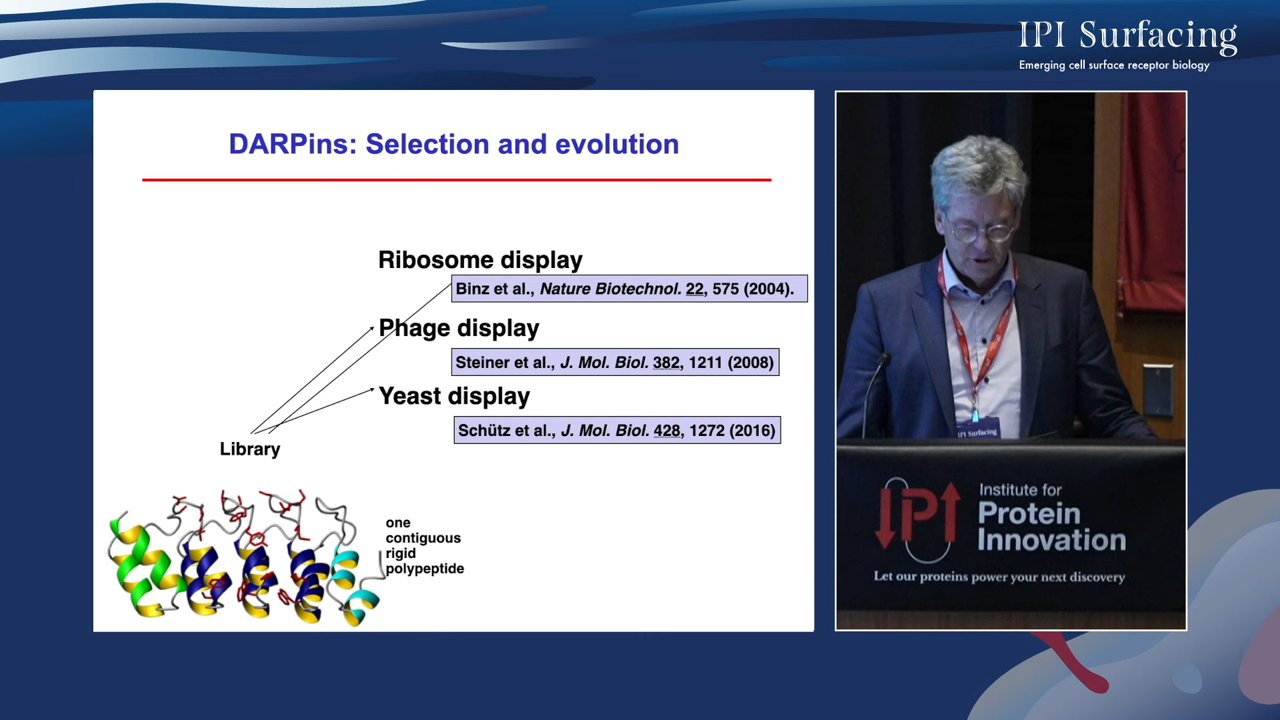 IPI Surfacing
Emerging cell surface receptor biology
DARPins: Selection and evolution
Ribosome display
Binz et al., Nature Biotechnol. 22, 575 (2004).
Phage display
Steiner et al., J. Mol. Biol. 382, 1211 (2008)
Yeast display
Schütz et al., J. Mol. Biol. 428, 1272 (2016)
Library
one
contiguous
rigid
polypeptide
IPI Surfacing
IPI
Institute for
Protein
Innovation
Let our proteins power your next discovery